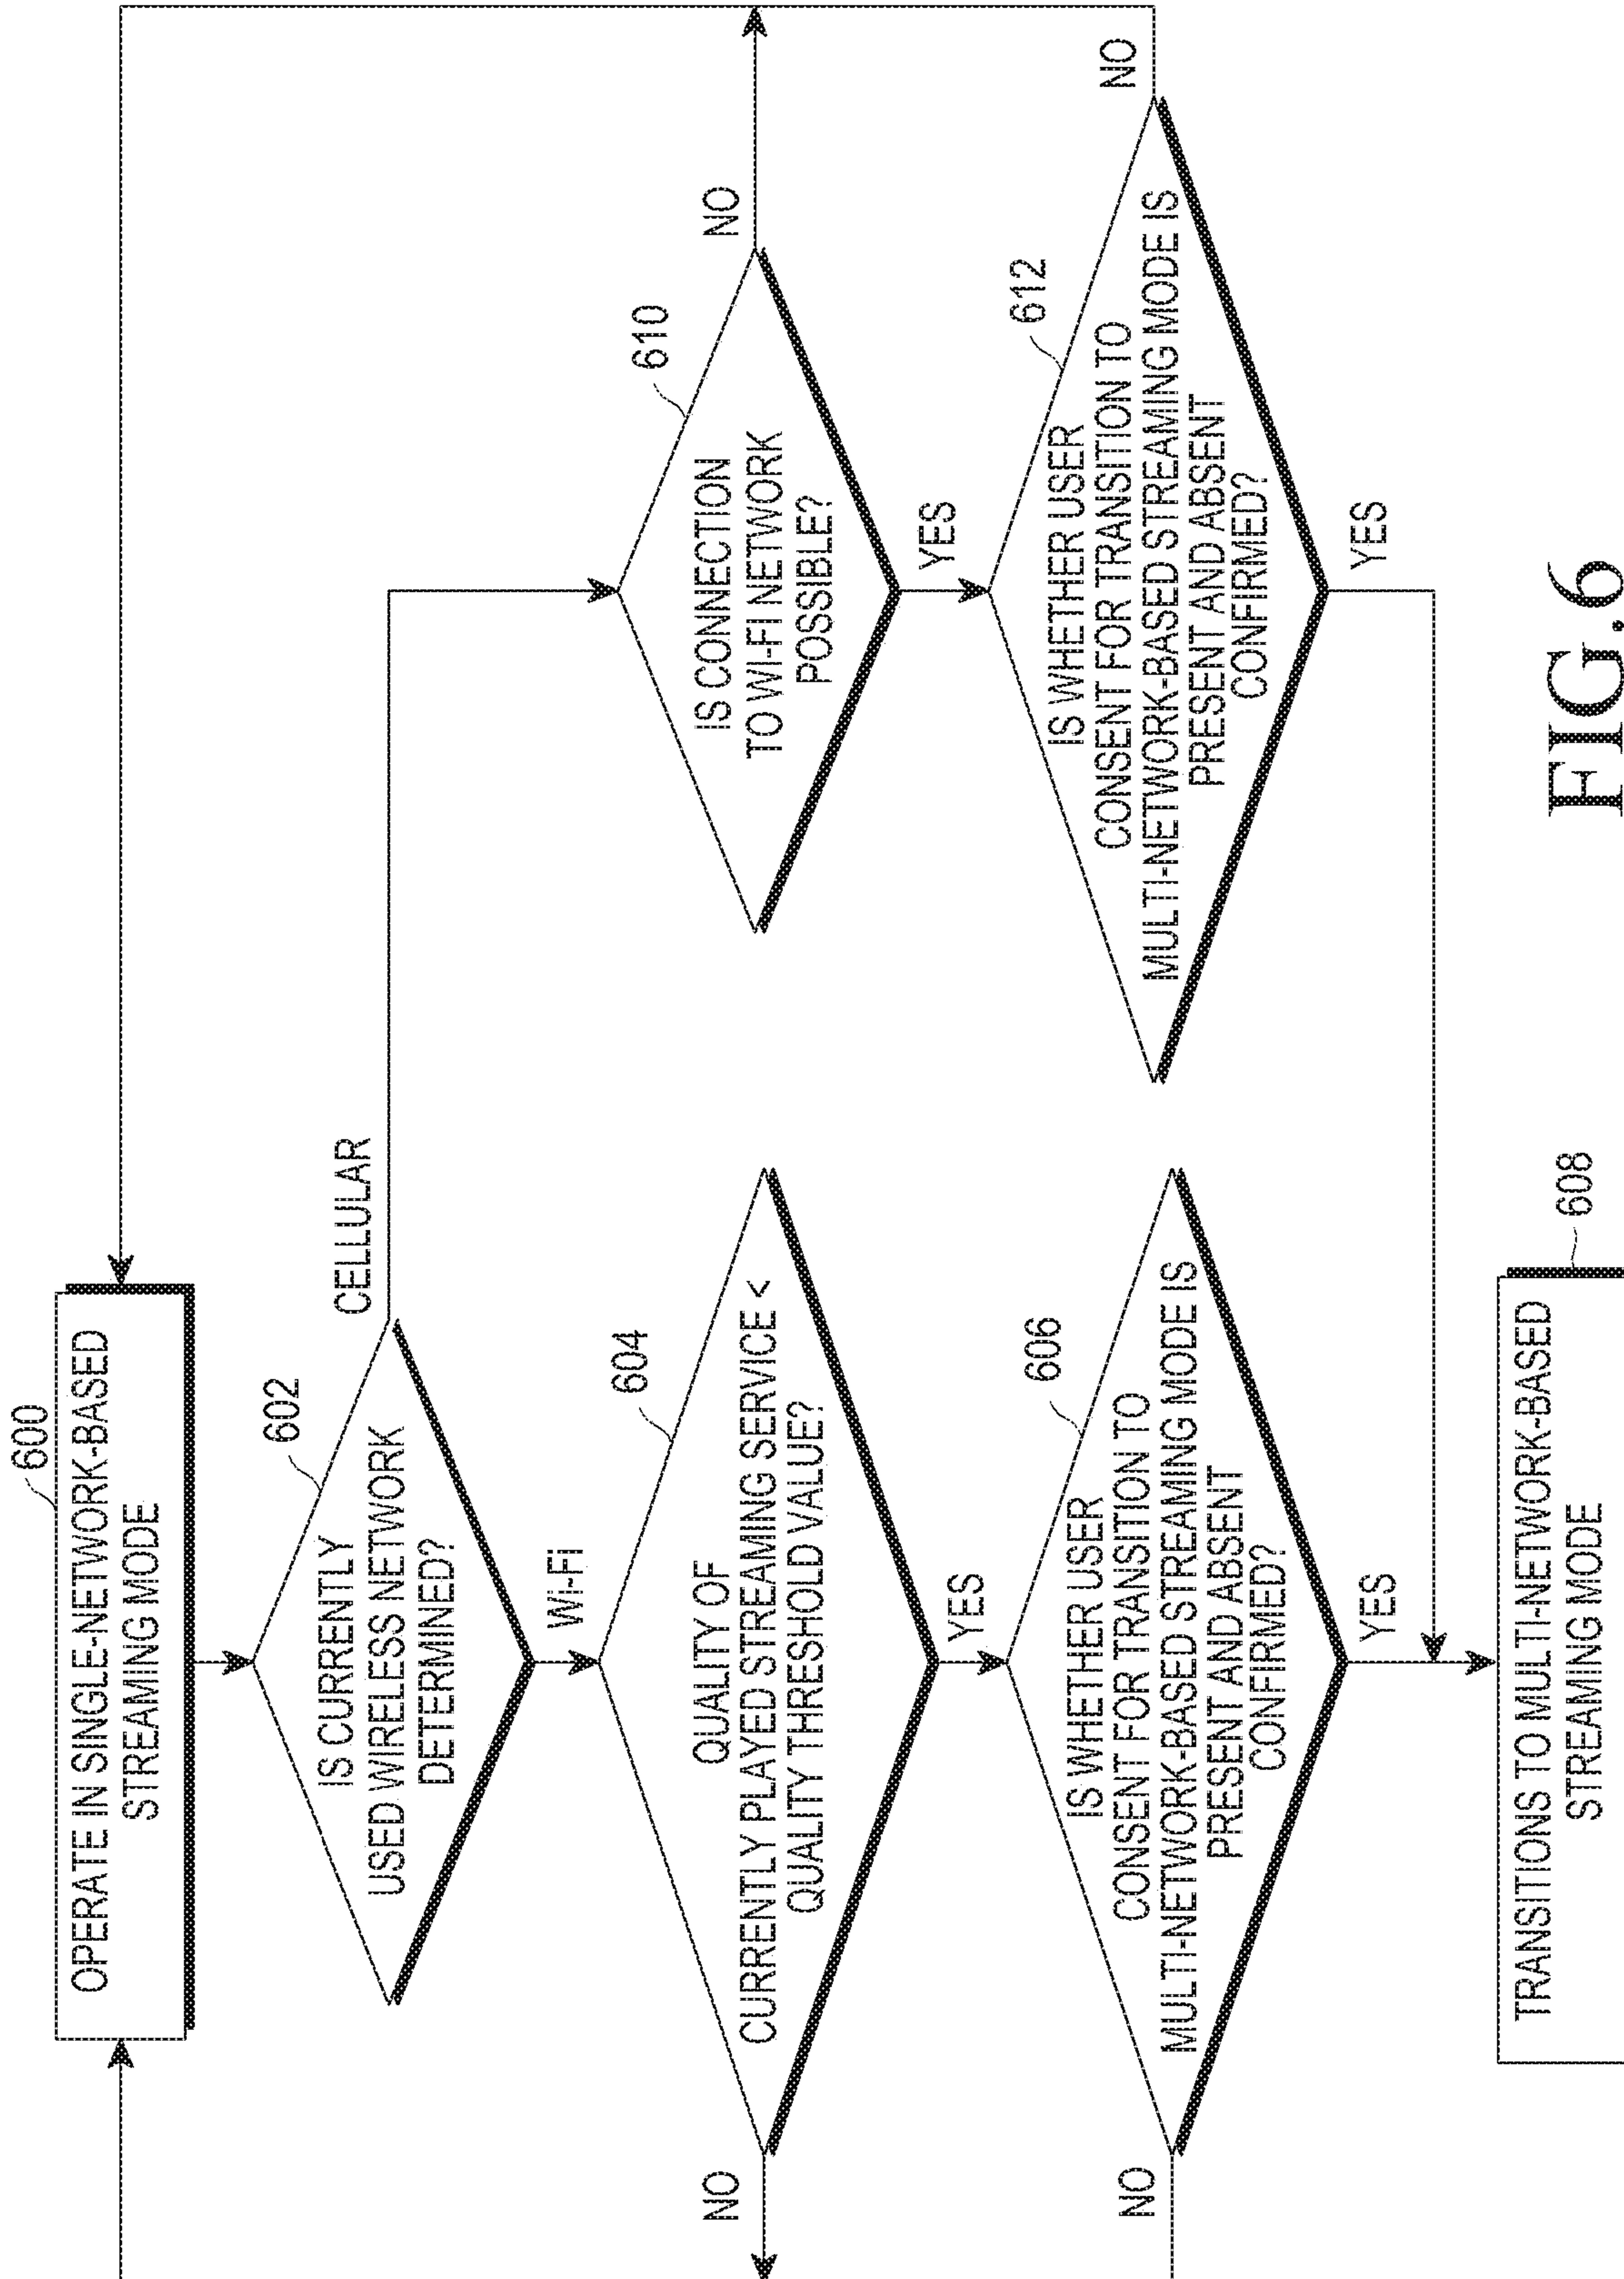 600
OPERATE IN SINGLE-NETWORK-BASED
STREAMING MODE
602
IS CURRENTLY
USED WIRELESS NETWORK
DETERMINED?
CELLULAR
Wi-Fi
604
QUALITY OF
CURRENTLY PLAYED STREAMING SERVICE <
QUALITY THRESHOLD VALUE?
NO
YES
606
IS WHETHER USER
CONSENT FOR TRANSITION TO
MULTI-NETWORK-BASED STREAMING MODE IS
PRESENT AND ABSENT
CONFIRMED?
NO
YES
TRANSITIONS TO MULTI-NETWORK-BASED
STREAMING MODE
608
610
IS CONNECTION
TO WI-FI NETWORK
POSSIBLE?
NO
YES
612
IS WHETHER USER
CONSENT FOR TRANSITION TO
MULTI-NETWORK-BASED STREAMING MODE IS
PRESENT AND ABSENT
CONFIRMED?
NO
YES
FIG.6